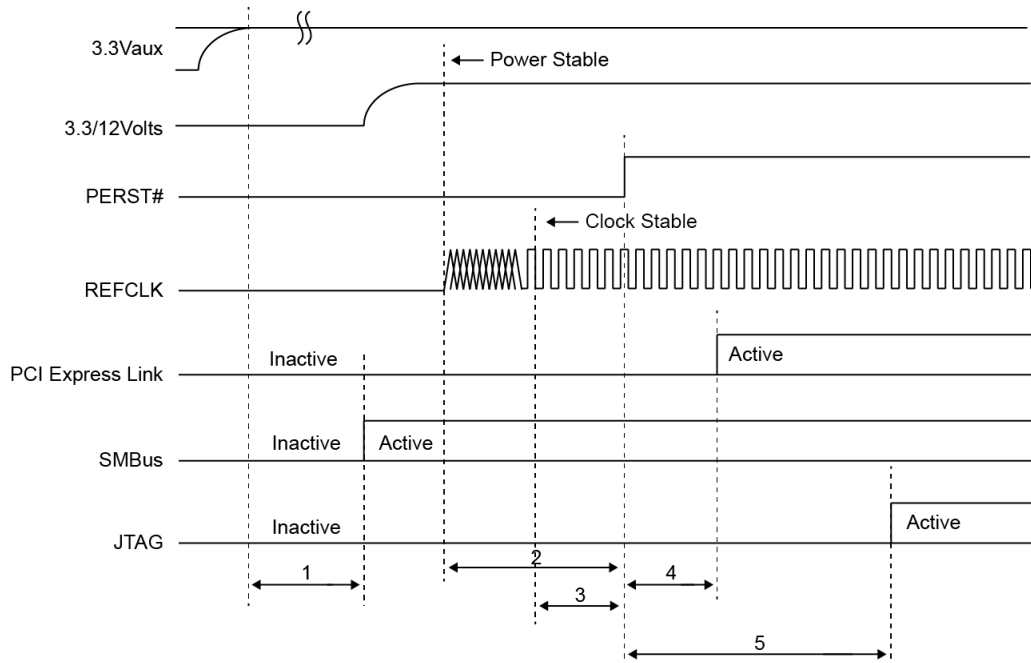 3.3Vaux
Power Stable
3.3/12Volts
PERST#
Clock Stable
REFCLK
PCI Express Link
Inactive
Active
SMBus
Inactive
Active
JTAG
Inactive
Active
1
2
3
4
5